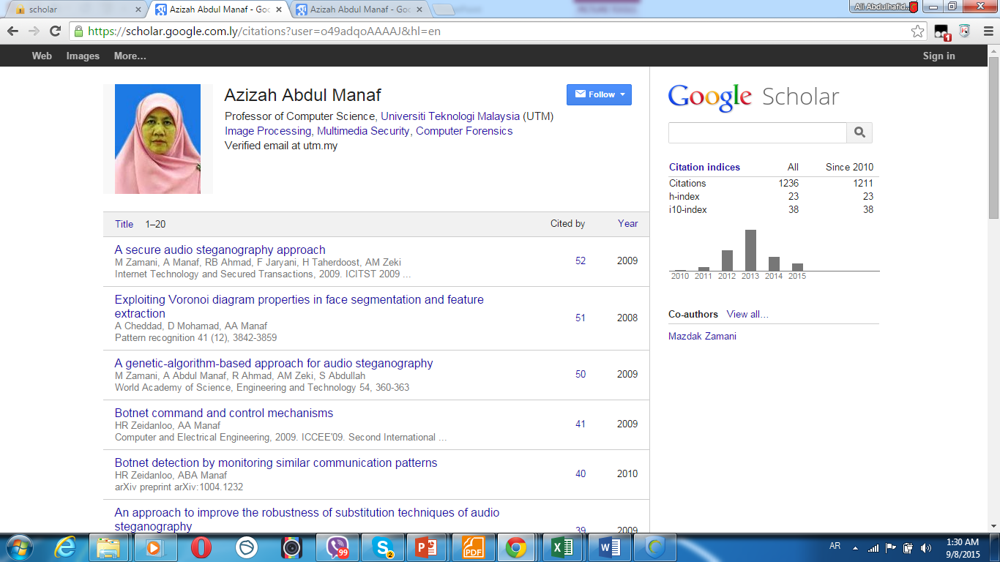 scholar
Azizah Abdul Manaf - Goo
Azizah Abdul Manaf - Goo
Ali Abdulhafid...
https://scholar.google.com.ly/citations?user=o49adqoAAAAJ&hl=en
1
Web Images More... Sign in
Azizah Abdul Manaf
Follow
Professor of Computer Science, Universiti Teknologi Malaysia (UTM)
Image Processing, Multimedia Security, Computer Forensics
Verified email at utm.my
Title 1–20 Cited by Year
A secure audio steganography approach
M Zamani, A Manaf, RB Ahmad, F Jaryani, H Taherdoost, AM Zeki
Internet Technology and Secured Transactions, 2009. ICITST 2009 ...
52 2009
Exploiting Voronoi diagram properties in face segmentation and feature
extraction
A Cheddad, D Mohamad, AA Manaf
Pattern recognition 41 (12), 3842-3859
51 2008
A genetic-algorithm-based approach for audio steganography
M Zamani, A Abdul Manaf, R Ahmad, AM Zeki, S Abdullah
World Academy of Science, Engineering and Technology 54, 360-363
50 2009
Botnet command and control mechanisms
HR Zeidanloo, AA Manaf
Computer and Electrical Engineering, 2009. ICCEE'09. Second International ...
41 2009
Botnet detection by monitoring similar communication patterns
HR Zeidanloo, ABA Manaf
arXiv preprint arXiv:1004.1232
40 2010
An approach to improve the robustness of substitution techniques of audio
steganography
39 2009
Google Scholar
Citation indices All Since 2010
Citations 1236 1211
h-index 23 23
i10-index 38 38
2010 2011 2012 2013 2014 2015
Co-authors View all...
Mazdak Zamani
99
2
PDF
AR
1:30 AM
9/8/2015